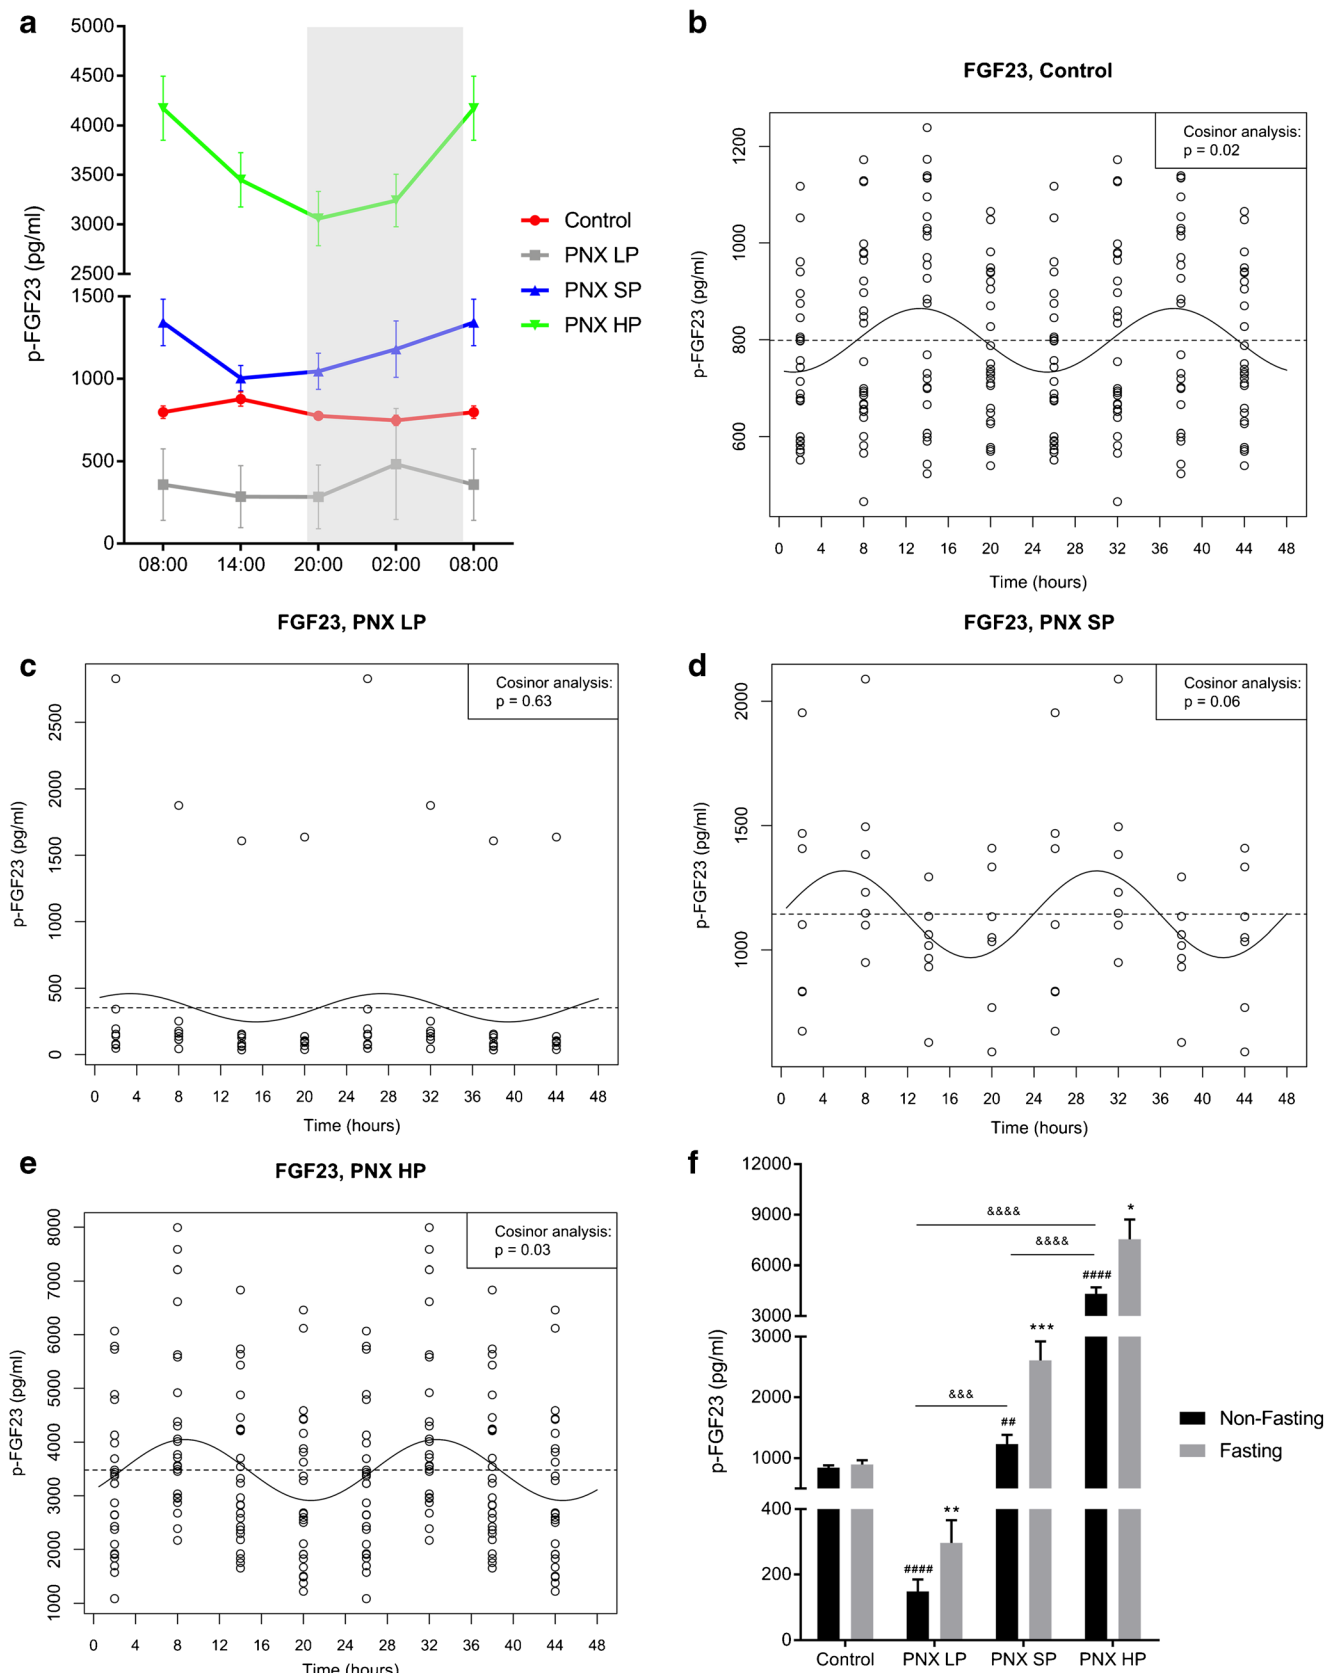 a
5000
4500
4000
3500
3000
2500
1500
1000
500
0
p-FGF23 (pg/ml)
08:00 14:00 20:00 02:00 08:00
Control
PNX LP
PNX SP
PNX HP
b
FGF23, Control
Cosinor analysis:
p = 0.02
1200
1000
800
600
p-FGF23 (pg/ml)
0 4 8 12 16 20 24 28 32 36 40 44 48
Time (hours)
c
FGF23, PNX LP
Cosinor analysis:
p = 0.63
2500
2000
1500
1000
500
0
p-FGF23 (pg/ml)
0 4 8 12 16 20 24 28 32 36 40 44 48
Time (hours)
d
FGF23, PNX SP
Cosinor analysis:
p = 0.06
2000
1500
1000
p-FGF23 (pg/ml)
0 4 8 12 16 20 24 28 32 36 40 44 48
Time (hours)
e
FGF23, PNX HP
Cosinor analysis:
p = 0.03
8000
7000
6000
5000
4000
3000
2000
1000
p-FGF23 (pg/ml)
0 4 8 12 16 20 24 28 32 36 40 44 48
Time (hours)
f
12000
9000
6000
3000
3000
2000
1000
400
200
0
p-FGF23 (pg/ml)
&&&&
*
&&&&
####
***
&&&
##
**
####
Control PNX LP PNX SP PNX HP
Non-Fasting
Fasting